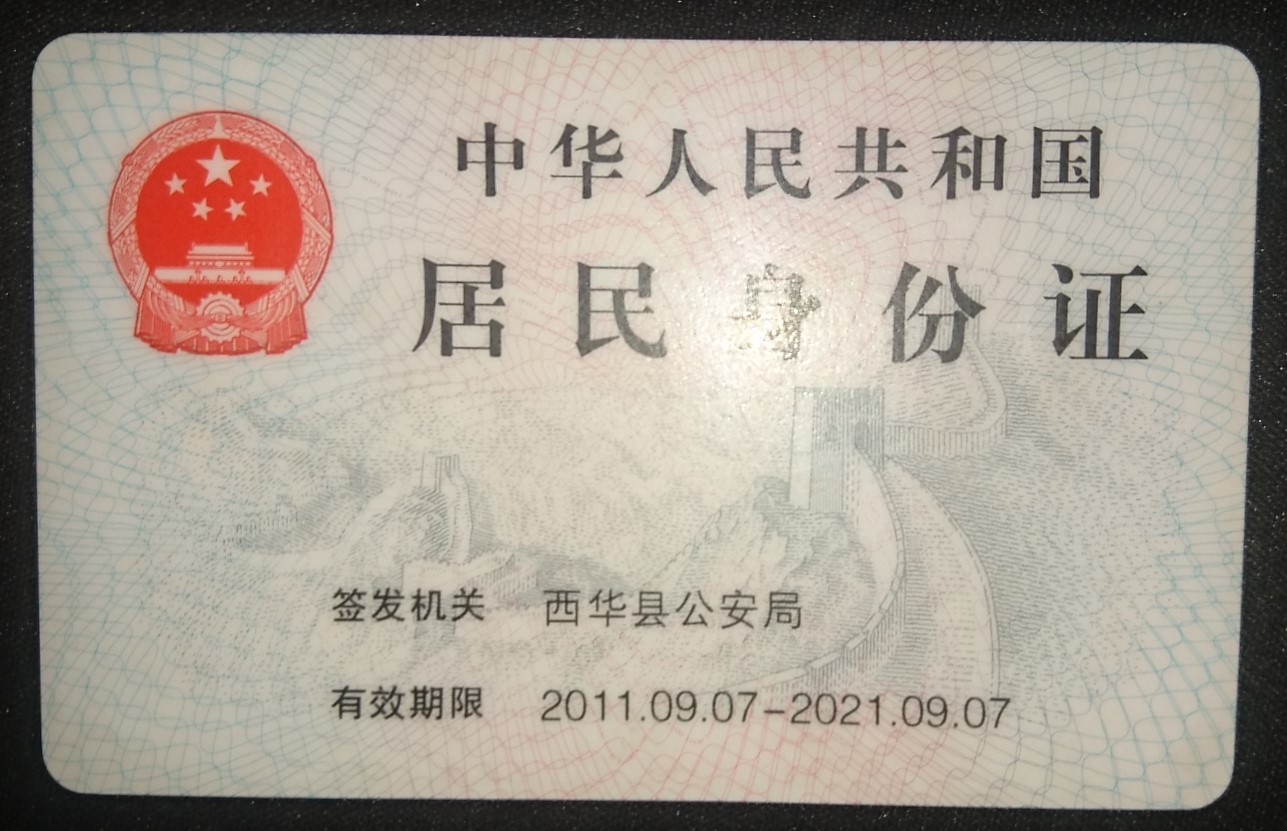 中华人民共和国
居民身份证
签发机关 西华县公安局
有效期限 2011.09.07-2021.09.07